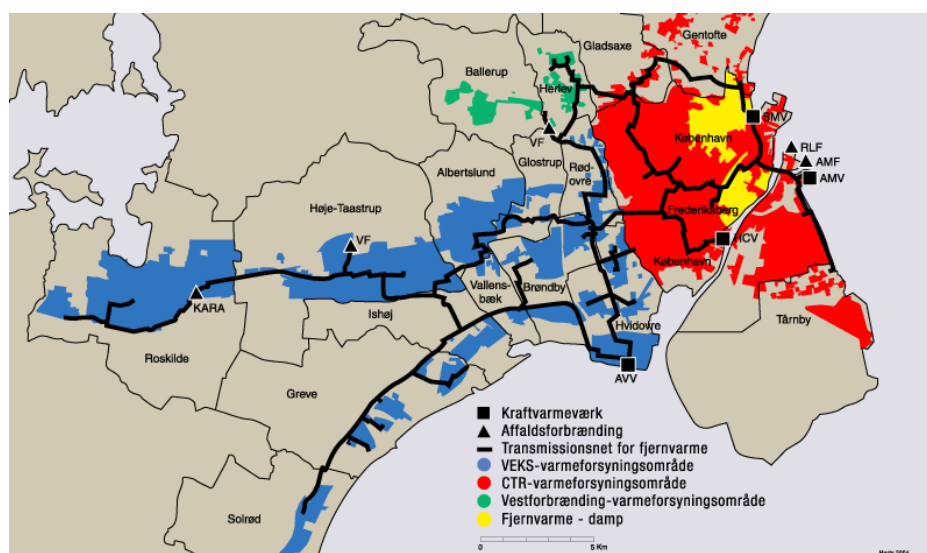 Gentofte
Gladsaxe
Ballerup
Herlev
SMV
København
VF
RLF
Glostrup
AMF
Albertslund
Rød-
ovre
AMV
Høje-Taastrup
Frederiksberg
VF
HCV
København
Vallens-
bæk
Brøndby
KARA
Ishøj
Hvidovre
Tårnby
Roskilde
Greve
AVV
Solrød
Kraftvarmeværk
Affaldsforbrænding
Transmissionsnet for fjernvarme
VEKS-varmeforsyningsområde
CTR-varmeforsyningsområde
Vestforbrænding-varmeforsyningsområde
Fjernvarme - damp
0 5 Km